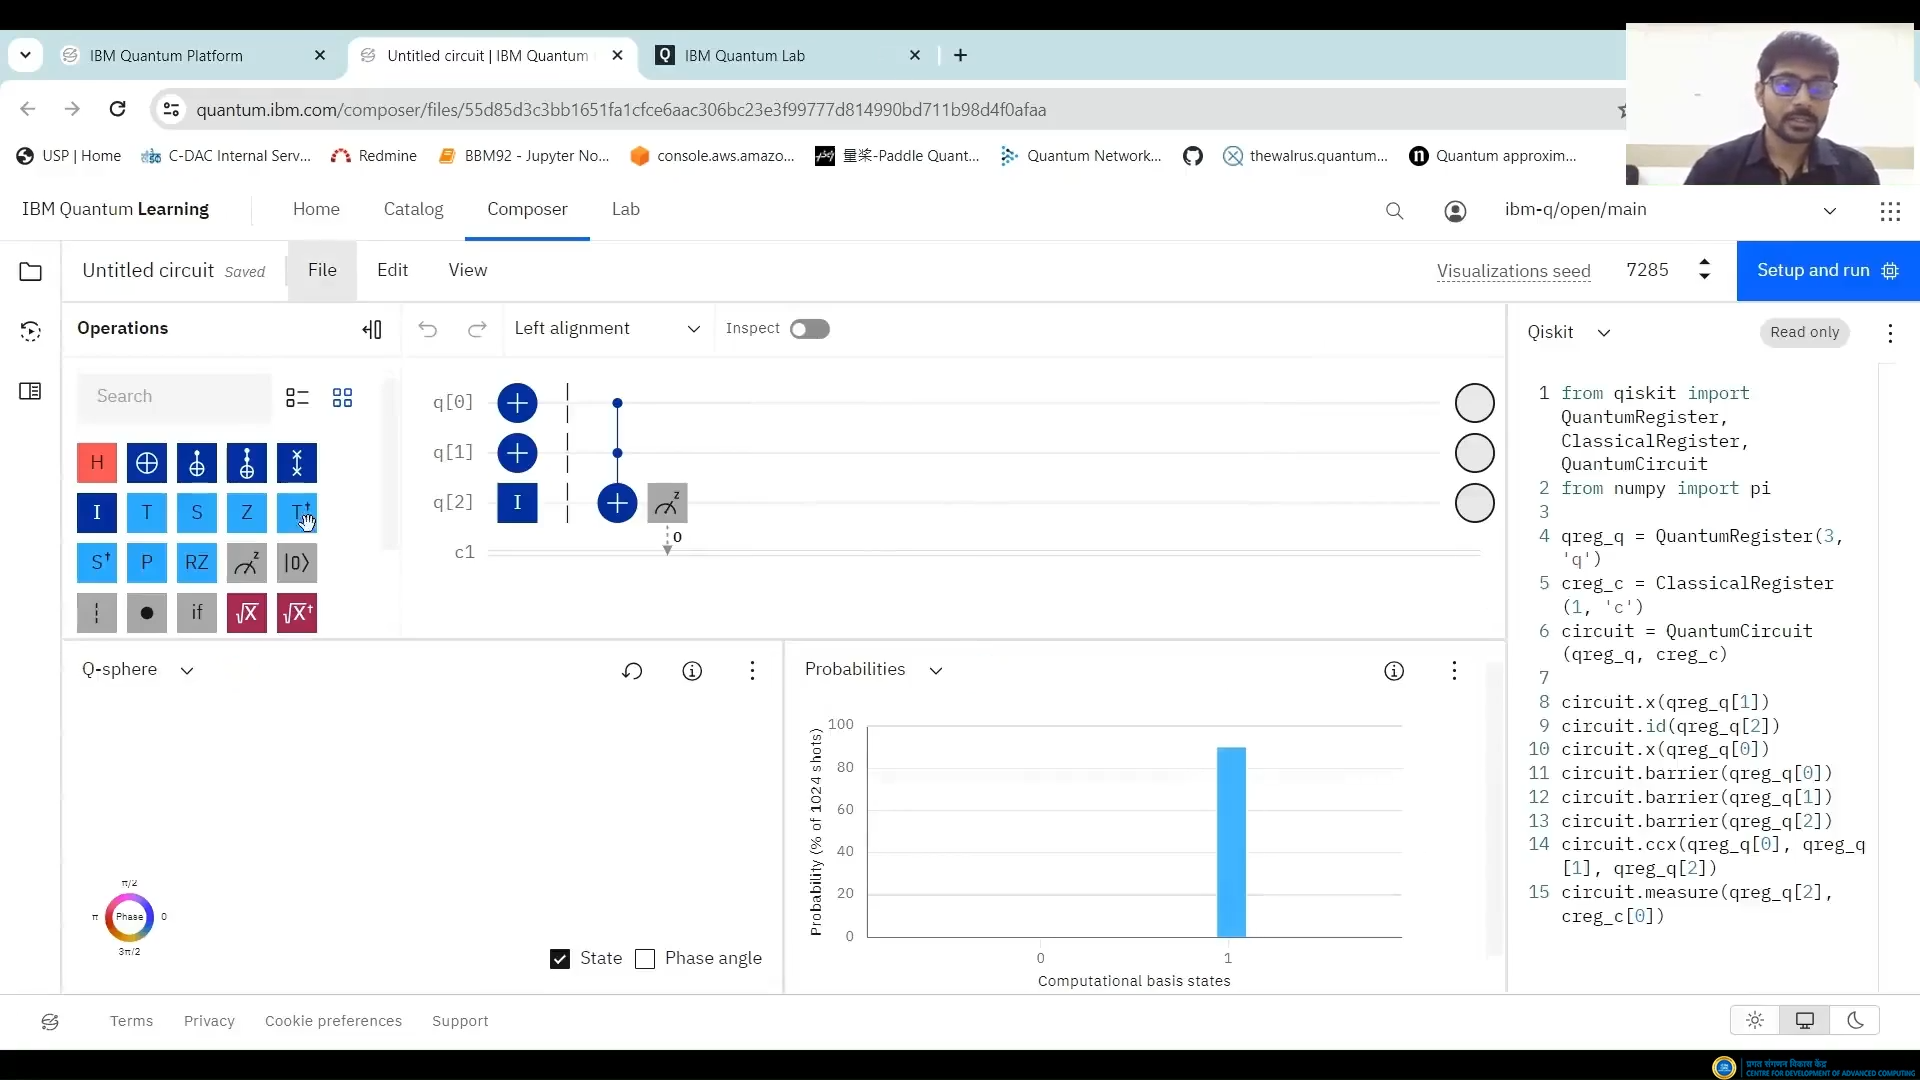 IBM Quantum Platform
Untitled circuit | IBM Quantum
IBM Quantum Lab
quantum.ibm.com/composer/files/55d85d3c3bb1651fa1cfce6aac306bc23e3f99777d814990bd711b98d4f0afaa
USP | Home
C-DAC Internal Serv...
Redmine
BBM92 - Jupyter No...
console.aws.amazo...
量桨-Paddle Quant...
Quantum Network...
thewalrus.quantum...
Quantum approxim...
IBM Quantum Learning
Home
Catalog
Composer
Lab
ibm-q/open/main
Untitled circuit Saved
File
Edit
View
Visualizations seed
7285
Setup and run
Operations
Left alignment
Inspect
Search
H
I T S Z T†
S† P RZ z |0⟩
if √X √X†
q[0]
q[1]
q[2] I z
0
c1
Qiskit
Read only
1 from qiskit import
QuantumRegister,
ClassicalRegister,
QuantumCircuit
2 from numpy import pi
3
4 qreg_q = QuantumRegister(3,
'q')
5 creg_c = ClassicalRegister
(1, 'c')
6 circuit = QuantumCircuit
(qreg_q, creg_c)
7
8 circuit.x(qreg_q[1])
9 circuit.id(qreg_q[2])
10 circuit.x(qreg_q[0])
11 circuit.barrier(qreg_q[0])
12 circuit.barrier(qreg_q[1])
13 circuit.barrier(qreg_q[2])
14 circuit.ccx(qreg_q[0], qreg_q
[1], qreg_q[2])
15 circuit.measure(qreg_q[2],
creg_c[0])
Q-sphere
π/2
π Phase 0
3π/2
State
Phase angle
Probabilities
Probability (% of 1024 shots)
100
80
60
40
20
0
0 1
Computational basis states
Terms
Privacy
Cookie preferences
Support
प्रगत संगणन विकास केंद्र
CENTRE FOR DEVELOPMENT OF ADVANCED COMPUTING